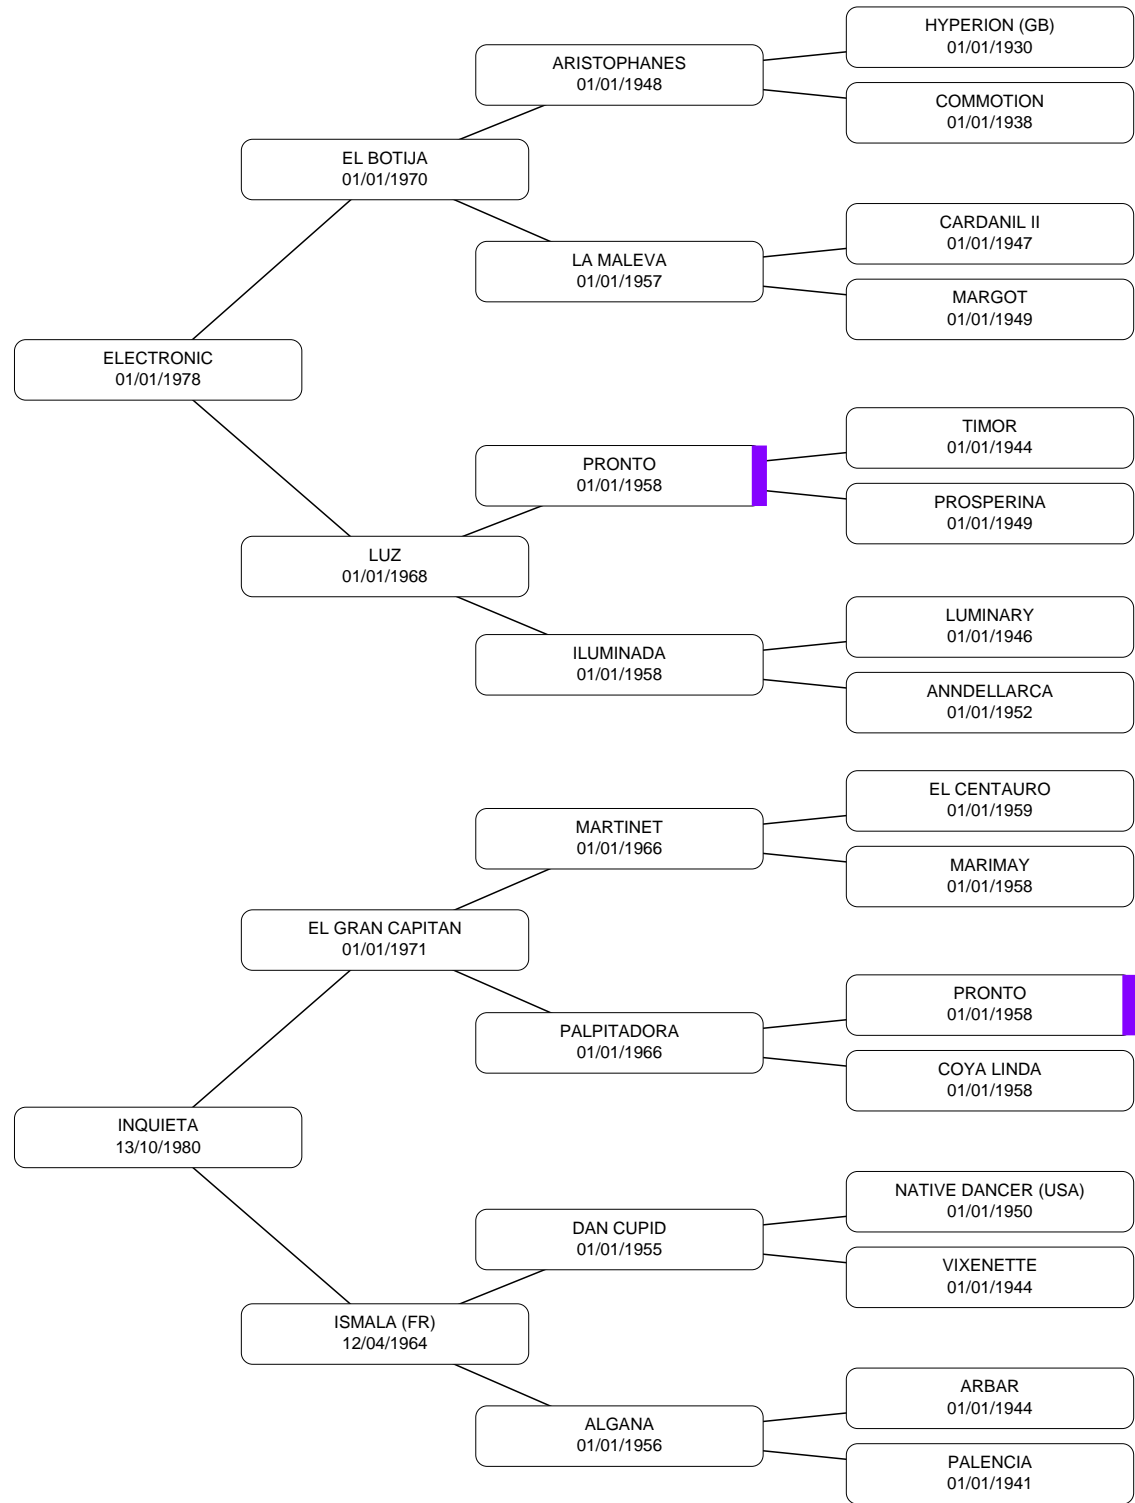 HYPERION (GB)
01/01/1930
ARISTOPHANES
01/01/1948
COMMOTION
01/01/1938
EL BOTIJA
01/01/1970
CARDANIL II
01/01/1947
LA MALEVA
01/01/1957
MARGOT
01/01/1949
ELECTRONIC
01/01/1978
TIMOR
01/01/1944
PRONTO
01/01/1958
PROSPERINA
01/01/1949
LUZ
01/01/1968
LUMINARY
01/01/1946
ILUMINADA
01/01/1958
ANNDELLARCA
01/01/1952
EL CENTAURO
01/01/1959
MARTINET
01/01/1966
MARIMAY
01/01/1958
EL GRAN CAPITAN
01/01/1971
PRONTO
01/01/1958
PALPITADORA
01/01/1966
COYA LINDA
01/01/1958
INQUIETA
13/10/1980
NATIVE DANCER (USA)
01/01/1950
DAN CUPID
01/01/1955
VIXENETTE
01/01/1944
ISMALA (FR)
12/04/1964
ARBAR
01/01/1944
ALGANA
01/01/1956
PALENCIA
01/01/1941